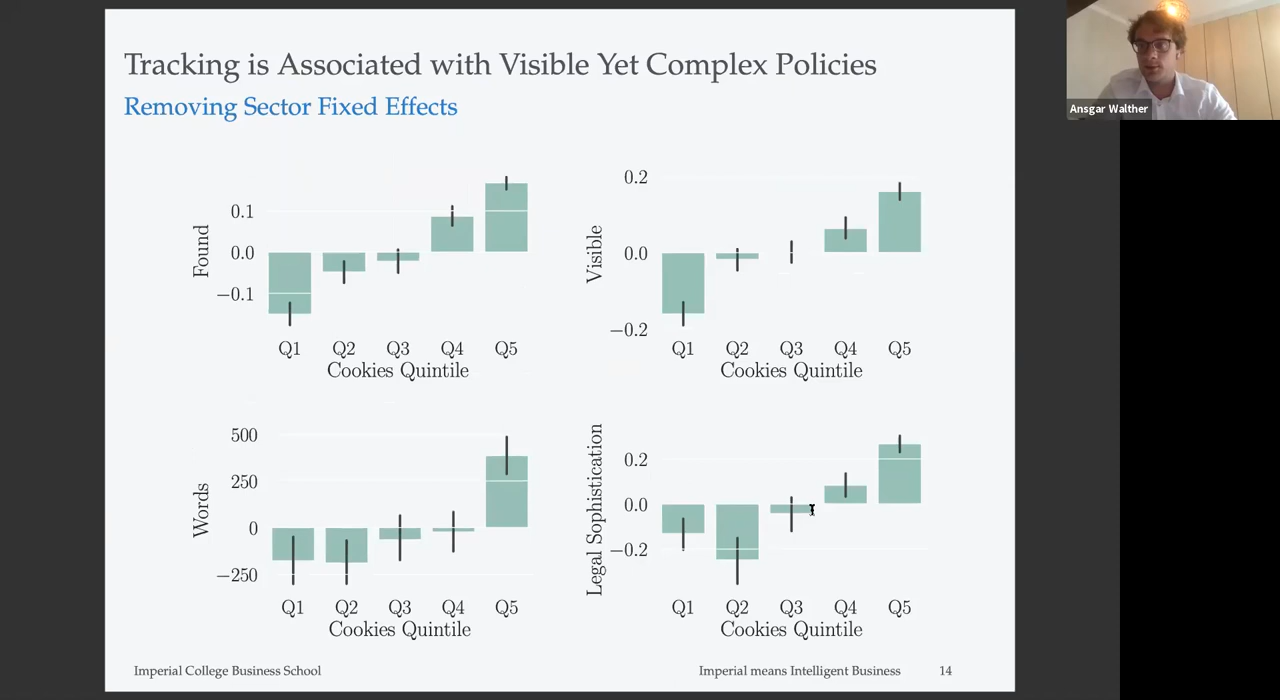 Tracking is Associated with Visible Yet Complex Policies
Removing Sector Fixed Effects
Ansgar Walther
Found
0.1
0.0
−0.1
Q1 Q2 Q3 Q4 Q5
Cookies Quintile
Visible
0.2
0.0
−0.2
Q1 Q2 Q3 Q4 Q5
Cookies Quintile
Words
500
250
0
−250
Q1 Q2 Q3 Q4 Q5
Cookies Quintile
Legal Sophistication
0.2
0.0
−0.2
Q1 Q2 Q3 Q4 Q5
Cookies Quintile
Imperial College Business School
Imperial means Intelligent Business
14